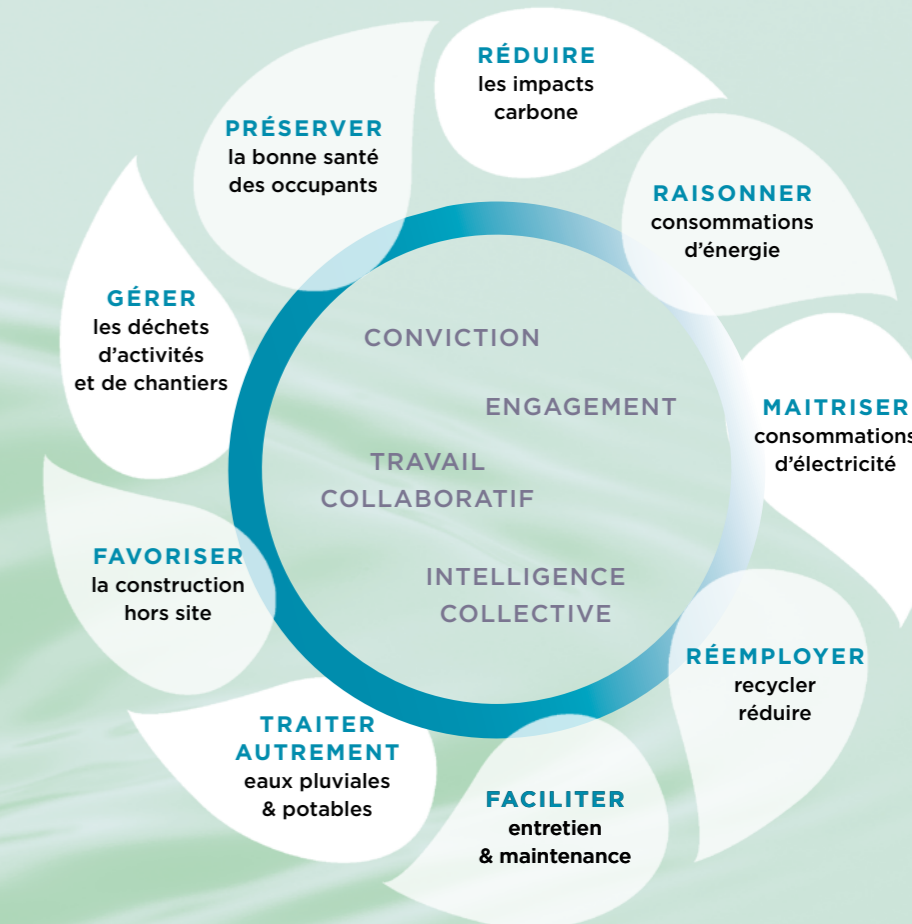 RÉDUIRE
les impacts
carbone
RAISONNER
consommations
d'énergie
MAITRISER
consommations
d'électricité
RÉEMPLOYER
recycler
réduire
FACILITER
entretien
& maintenance
TRAITER
AUTREMENT
eaux pluviales
& potables
FAVORISER
la construction
hors site
GÉRER
les déchets
d'activités
et de chantiers
PRÉSERVER
la bonne santé
des occupants
CONVICTION
ENGAGEMENT
TRAVAIL
COLLABORATIF
INTELLIGENCE
COLLECTIVE